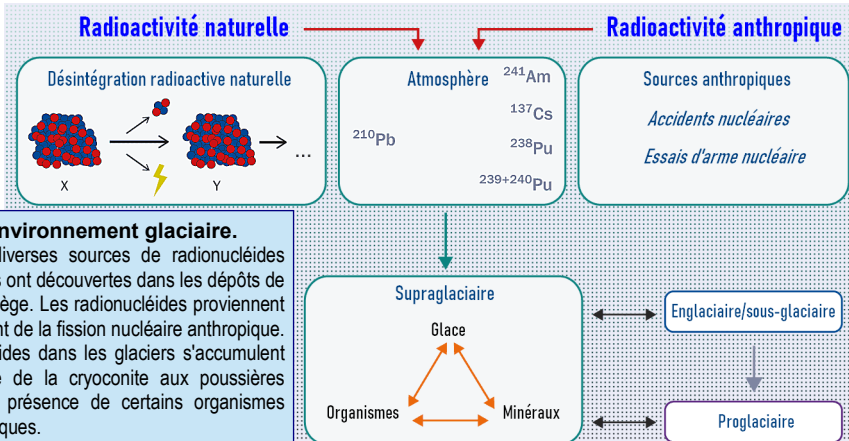 Radioactivité naturelle
Radioactivité anthropique
Désintégration radioactive naturelle
X
Y
...
Atmosphère
241Am
137Cs
210Pb
238Pu
239+240Pu
Sources anthropiques
Accidents nucléaires
Essais d'arme nucléaire
nvironnement glaciaire.
diverses sources de radionucléides
s ont découvertes dans les dépôts de
ège. Les radionucléides proviennent
nt de la fission nucléaire anthropique.
ides dans les glaciers s'accumulent
e de la cryoconite aux poussières
présence de certains organismes
iques.
Supraglaciaire
Glace
Organismes
Minéraux
Englaciaire/sous-glaciaire
Proglaciaire